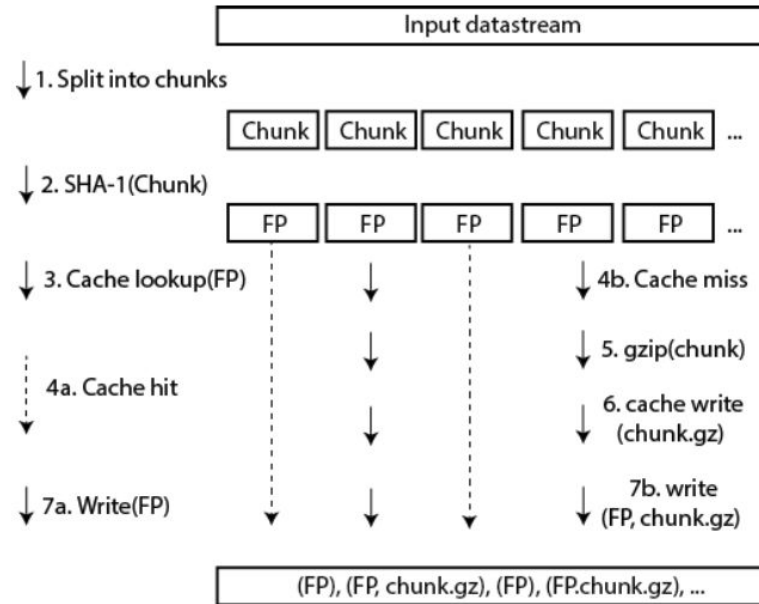 Input datastream
1. Split into chunks
Chunk Chunk Chunk Chunk Chunk ...
2. SHA-1(Chunk)
FP FP FP FP FP ...
3. Cache lookup(FP)
4b. Cache miss
5. gzip(chunk)
4a. Cache hit
6. cache write
(chunk.gz)
7a. Write(FP)
7b. write
(FP, chunk.gz)
(FP), (FP, chunk.gz), (FP), (FP.chunk.gz), ...